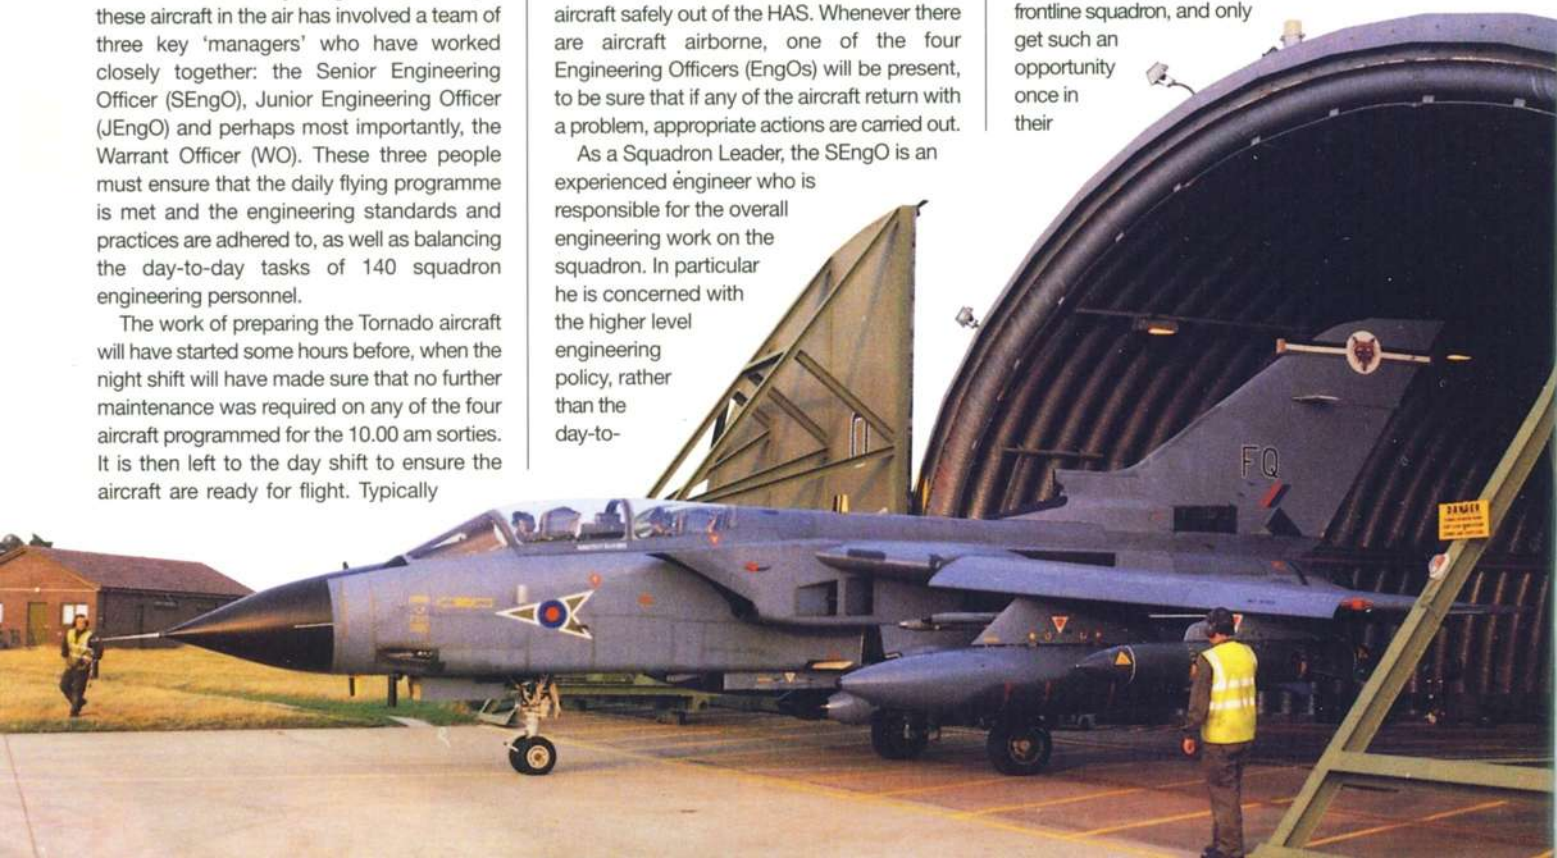 these aircraft in the air has involved a team of
three key ‘managers’ who have worked
closely together: the Senior Engineering
Officer (SEngO), Junior Engineering Officer
(JEngO) and perhaps most importantly, the
Warrant Officer (WO). These three people
must ensure that the daily flying programme
is met and the engineering standards and
practices are adhered to, as well as balancing
the day-to-day tasks of 140 squadron
engineering personnel.
The work of preparing the Tornado aircraft
will have started some hours before, when the
night shift will have made sure that no further
maintenance was required on any of the four
aircraft programmed for the 10.00 am sorties.
It is then left to the day shift to ensure the
aircraft are ready for flight. Typically
aircraft safely out of the HAS. Whenever there
are aircraft airborne, one of the four
Engineering Officers (EngOs) will be present,
to be sure that if any of the aircraft return with
a problem, appropriate actions are carried out.
As a Squadron Leader, the SEngO is an
experienced engineer who is
responsible for the overall
engineering work on the
squadron. In particular
he is concerned with
the higher level
engineering
policy, rather
than the
day-to-
frontline squadron, and only
get such an
opportunity
once in
their
FQ
DANGER